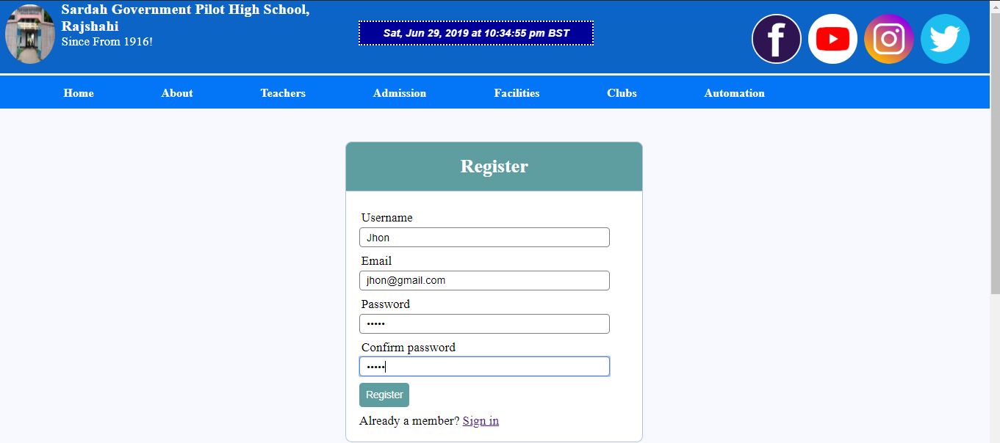 Sardah Government Pilot High School,
Rajshahi
Since From 1916!
Sat, Jun 29, 2019 at 10:34:55 pm BST
Home About Teachers Admission Facilities Clubs Automation
Register
Username
Jhon
Email
jhon@gmail.com
Password
•••••
Confirm password
•••••
Register
Already a member? Sign in